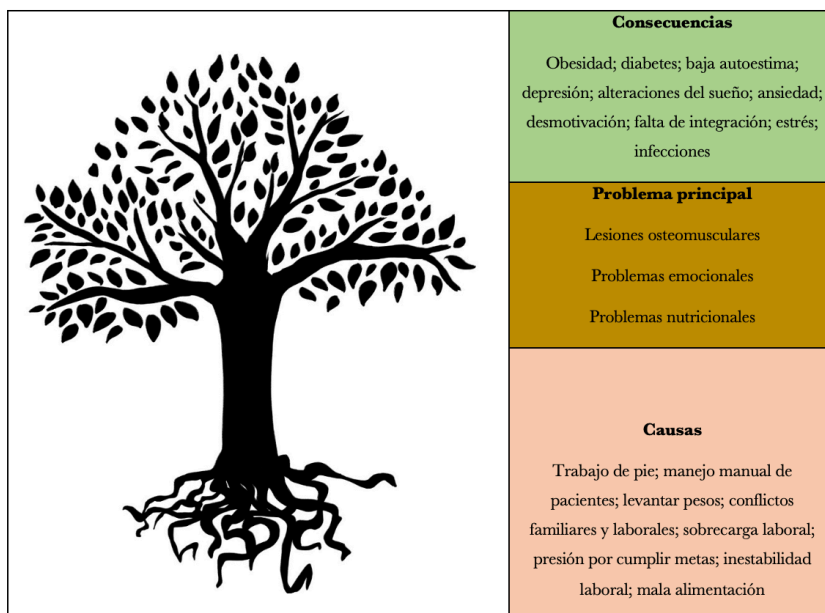 Consecuencias
Obesidad; diabetes; baja autoestima;
depresión; alteraciones del sueño; ansiedad;
desmotivación; falta de integración; estrés;
infecciones
Problema principal
Lesiones osteomusculares
Problemas emocionales
Problemas nutricionales
Causas
Trabajo de pie; manejo manual de
pacientes; levantar pesos; conflictos
familiares y laborales; sobrecarga laboral;
presión por cumplir metas; inestabilidad
laboral; mala alimentación